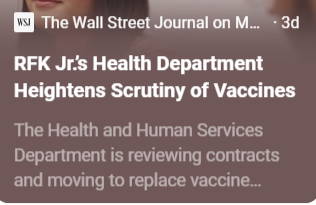 WSJ The Wall Street Journal on M... · 3d
RFK Jr.'s Health Department
Heightens Scrutiny of Vaccines
The Health and Human Services
Department is reviewing contracts
and moving to replace vaccine...